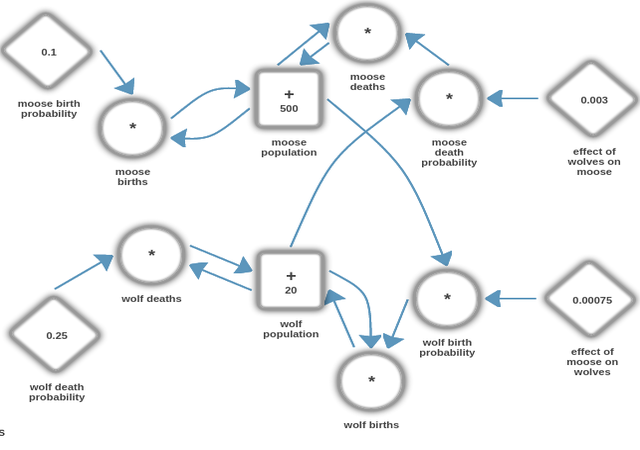 0.1
moose birth
probability
*
moose
births
+
500
moose
population
*
moose
deaths
*
moose
death
probability
0.003
effect of
wolves on
moose
*
wolf deaths
0.25
wolf death
probability
+
20
wolf
population
*
wolf births
*
wolf birth
probability
0.00075
effect of
moose on
wolves
s